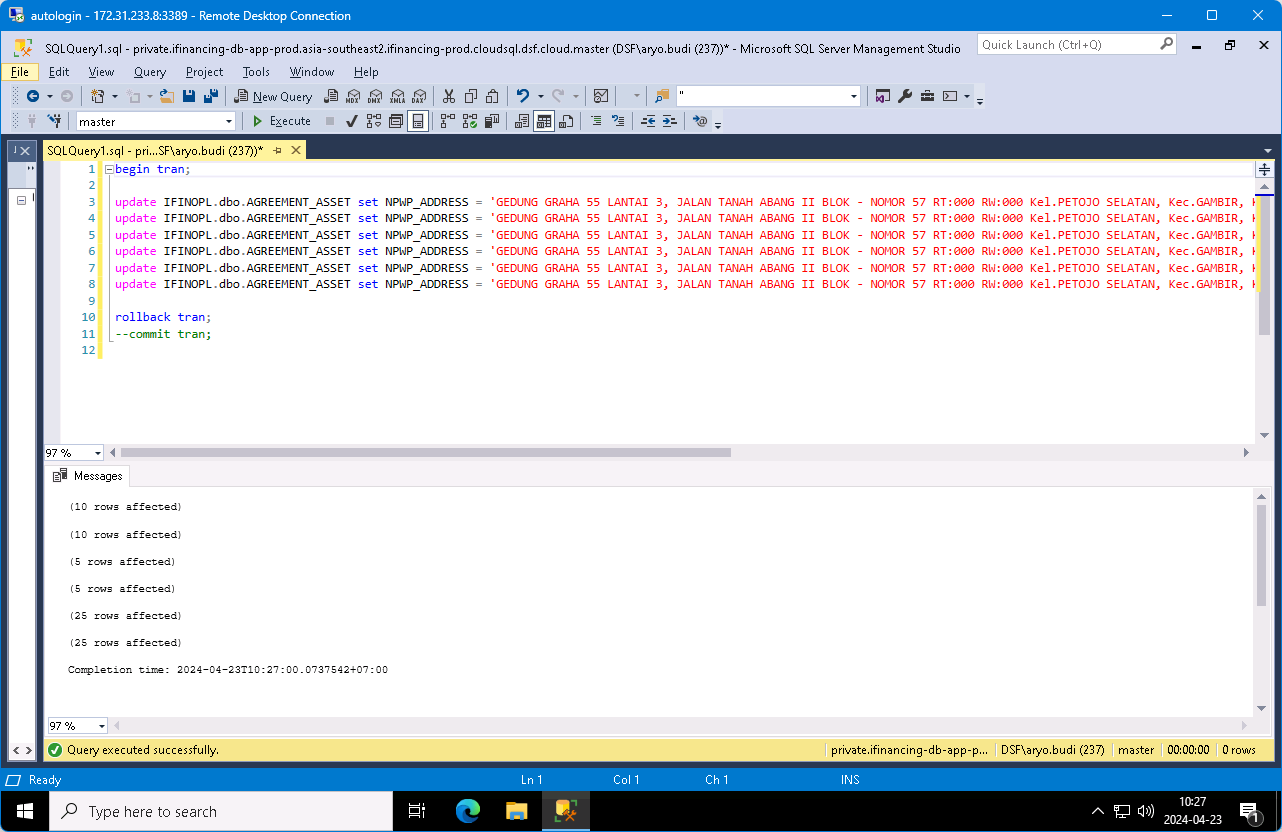 autologin - 172.31.233.8:3389 - Remote Desktop Connection
SQLQuery1.sql - private.ifinancing-db-app-prod.asia-southeast2.ifinancing-prod.cloudsql.dsf.cloud.master (DSF\aryo.budi (237))* - Microsoft SQL Server Management Studio
Quick Launch (Ctrl+Q)
File Edit View Query Project Tools Window Help
New Query MDX DMX XMLA DAX "
master Execute
SQLQuery1.sql - pri...SF\aryo.budi (237))*
1 begin tran;
2
3 update IFINOPL.dbo.AGREEMENT_ASSET set NPWP_ADDRESS = 'GEDUNG GRAHA 55 LANTAI 3, JALAN TANAH ABANG II BLOK - NOMOR 57 RT:000 RW:000 Kel.PETOJO SELATAN, Kec.GAMBIR,
4 update IFINOPL.dbo.AGREEMENT_ASSET set NPWP_ADDRESS = 'GEDUNG GRAHA 55 LANTAI 3, JALAN TANAH ABANG II BLOK - NOMOR 57 RT:000 RW:000 Kel.PETOJO SELATAN, Kec.GAMBIR,
5 update IFINOPL.dbo.AGREEMENT_ASSET set NPWP_ADDRESS = 'GEDUNG GRAHA 55 LANTAI 3, JALAN TANAH ABANG II BLOK - NOMOR 57 RT:000 RW:000 Kel.PETOJO SELATAN, Kec.GAMBIR,
6 update IFINOPL.dbo.AGREEMENT_ASSET set NPWP_ADDRESS = 'GEDUNG GRAHA 55 LANTAI 3, JALAN TANAH ABANG II BLOK - NOMOR 57 RT:000 RW:000 Kel.PETOJO SELATAN, Kec.GAMBIR,
7 update IFINOPL.dbo.AGREEMENT_ASSET set NPWP_ADDRESS = 'GEDUNG GRAHA 55 LANTAI 3, JALAN TANAH ABANG II BLOK - NOMOR 57 RT:000 RW:000 Kel.PETOJO SELATAN, Kec.GAMBIR,
8 update IFINOPL.dbo.AGREEMENT_ASSET set NPWP_ADDRESS = 'GEDUNG GRAHA 55 LANTAI 3, JALAN TANAH ABANG II BLOK - NOMOR 57 RT:000 RW:000 Kel.PETOJO SELATAN, Kec.GAMBIR,
9
10 rollback tran;
11 --commit tran;
12
97 %
Messages
(10 rows affected)
(10 rows affected)
(5 rows affected)
(5 rows affected)
(25 rows affected)
(25 rows affected)
Completion time: 2024-04-23T10:27:00.0737542+07:00
97 %
Query executed successfully. private.ifinancing-db-app-p... DSF\aryo.budi (237) master 00:00:00 0 rows
Ready Ln 1 Col 1 Ch 1 INS
Type here to search
10:27
2024-04-23
1